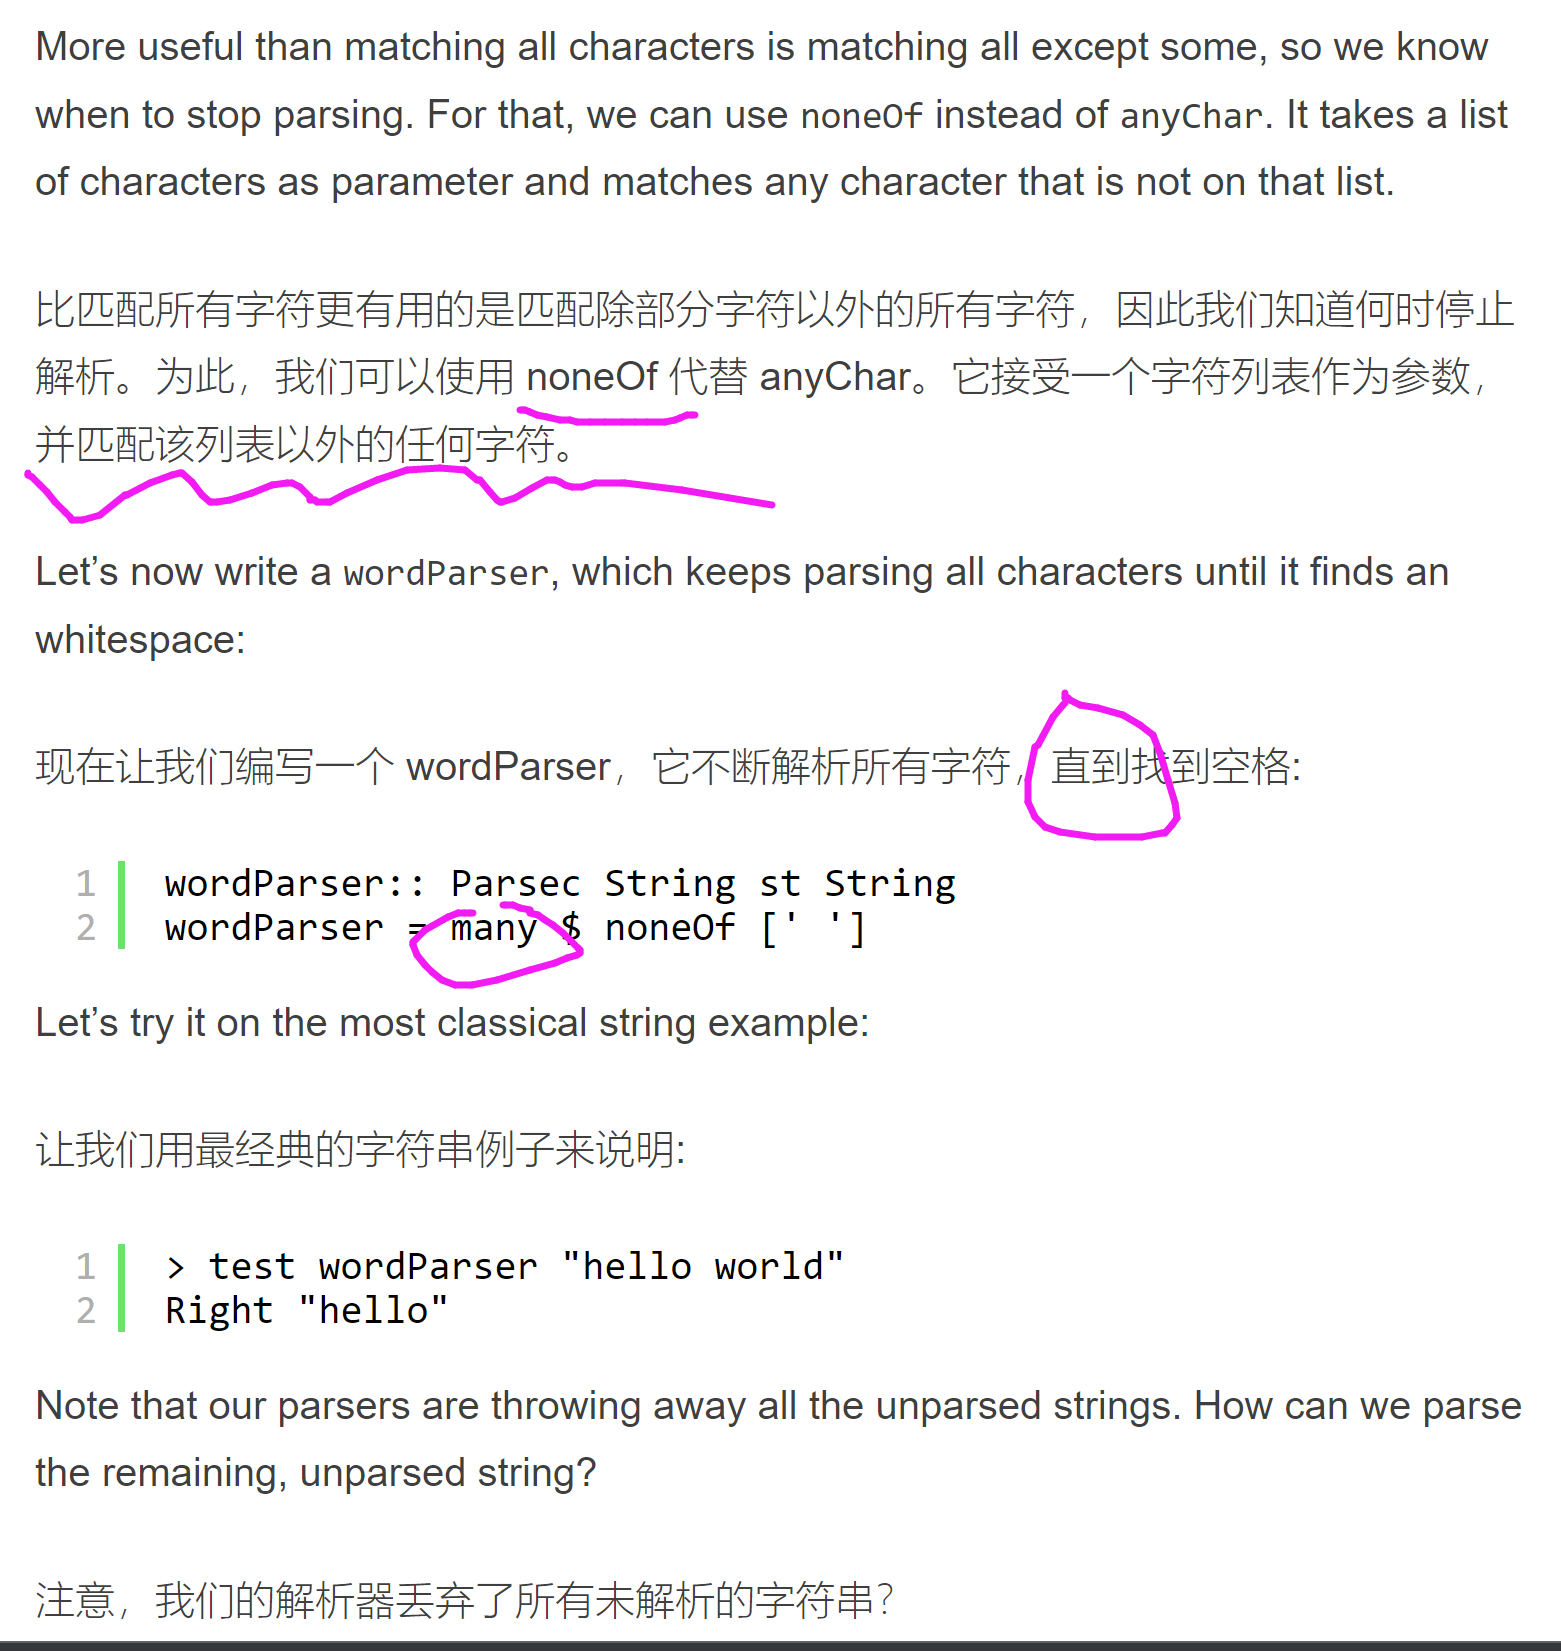 More useful than matching all characters is matching all except some, so we know
when to stop parsing. For that, we can use noneOf instead of anyChar. It takes a list
of characters as parameter and matches any character that is not on that list.
比匹配所有字符更有用的是匹配除部分字符以外的所有字符，因此我们知道何时停止
解析。为此，我们可以使用 noneOf 代替 anyChar。它接受一个字符列表作为参数，
并匹配该列表以外的任何字符。
Let’s now write a wordParser, which keeps parsing all characters until it finds an
whitespace:
现在让我们编写一个 wordParser，它不断解析所有字符，直到找到空格:
1 wordParser:: Parsec String st String
2 wordParser = many $ noneOf [' ']
Let’s try it on the most classical string example:
让我们用最经典的字符串例子来说明:
1 > test wordParser "hello world"
2 Right "hello"
Note that our parsers are throwing away all the unparsed strings. How can we parse
the remaining, unparsed string?
注意，我们的解析器丢弃了所有未解析的字符串?